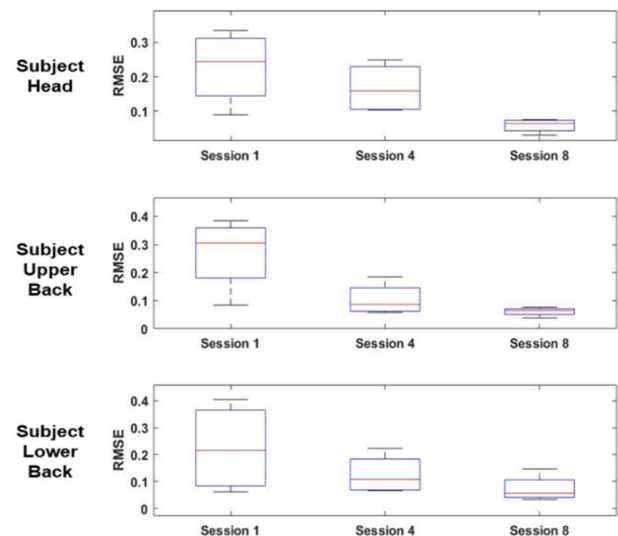 Subject
Head
RMSE
0.3
0.2
0.1
Session 1 Session 4 Session 8
Subject
Upper
Back
RMSE
0.4
0.3
0.2
0.1
0
Session 1 Session 4 Session 8
Subject
Lower
Back
RMSE
0.4
0.3
0.2
0.1
0
Session 1 Session 4 Session 8